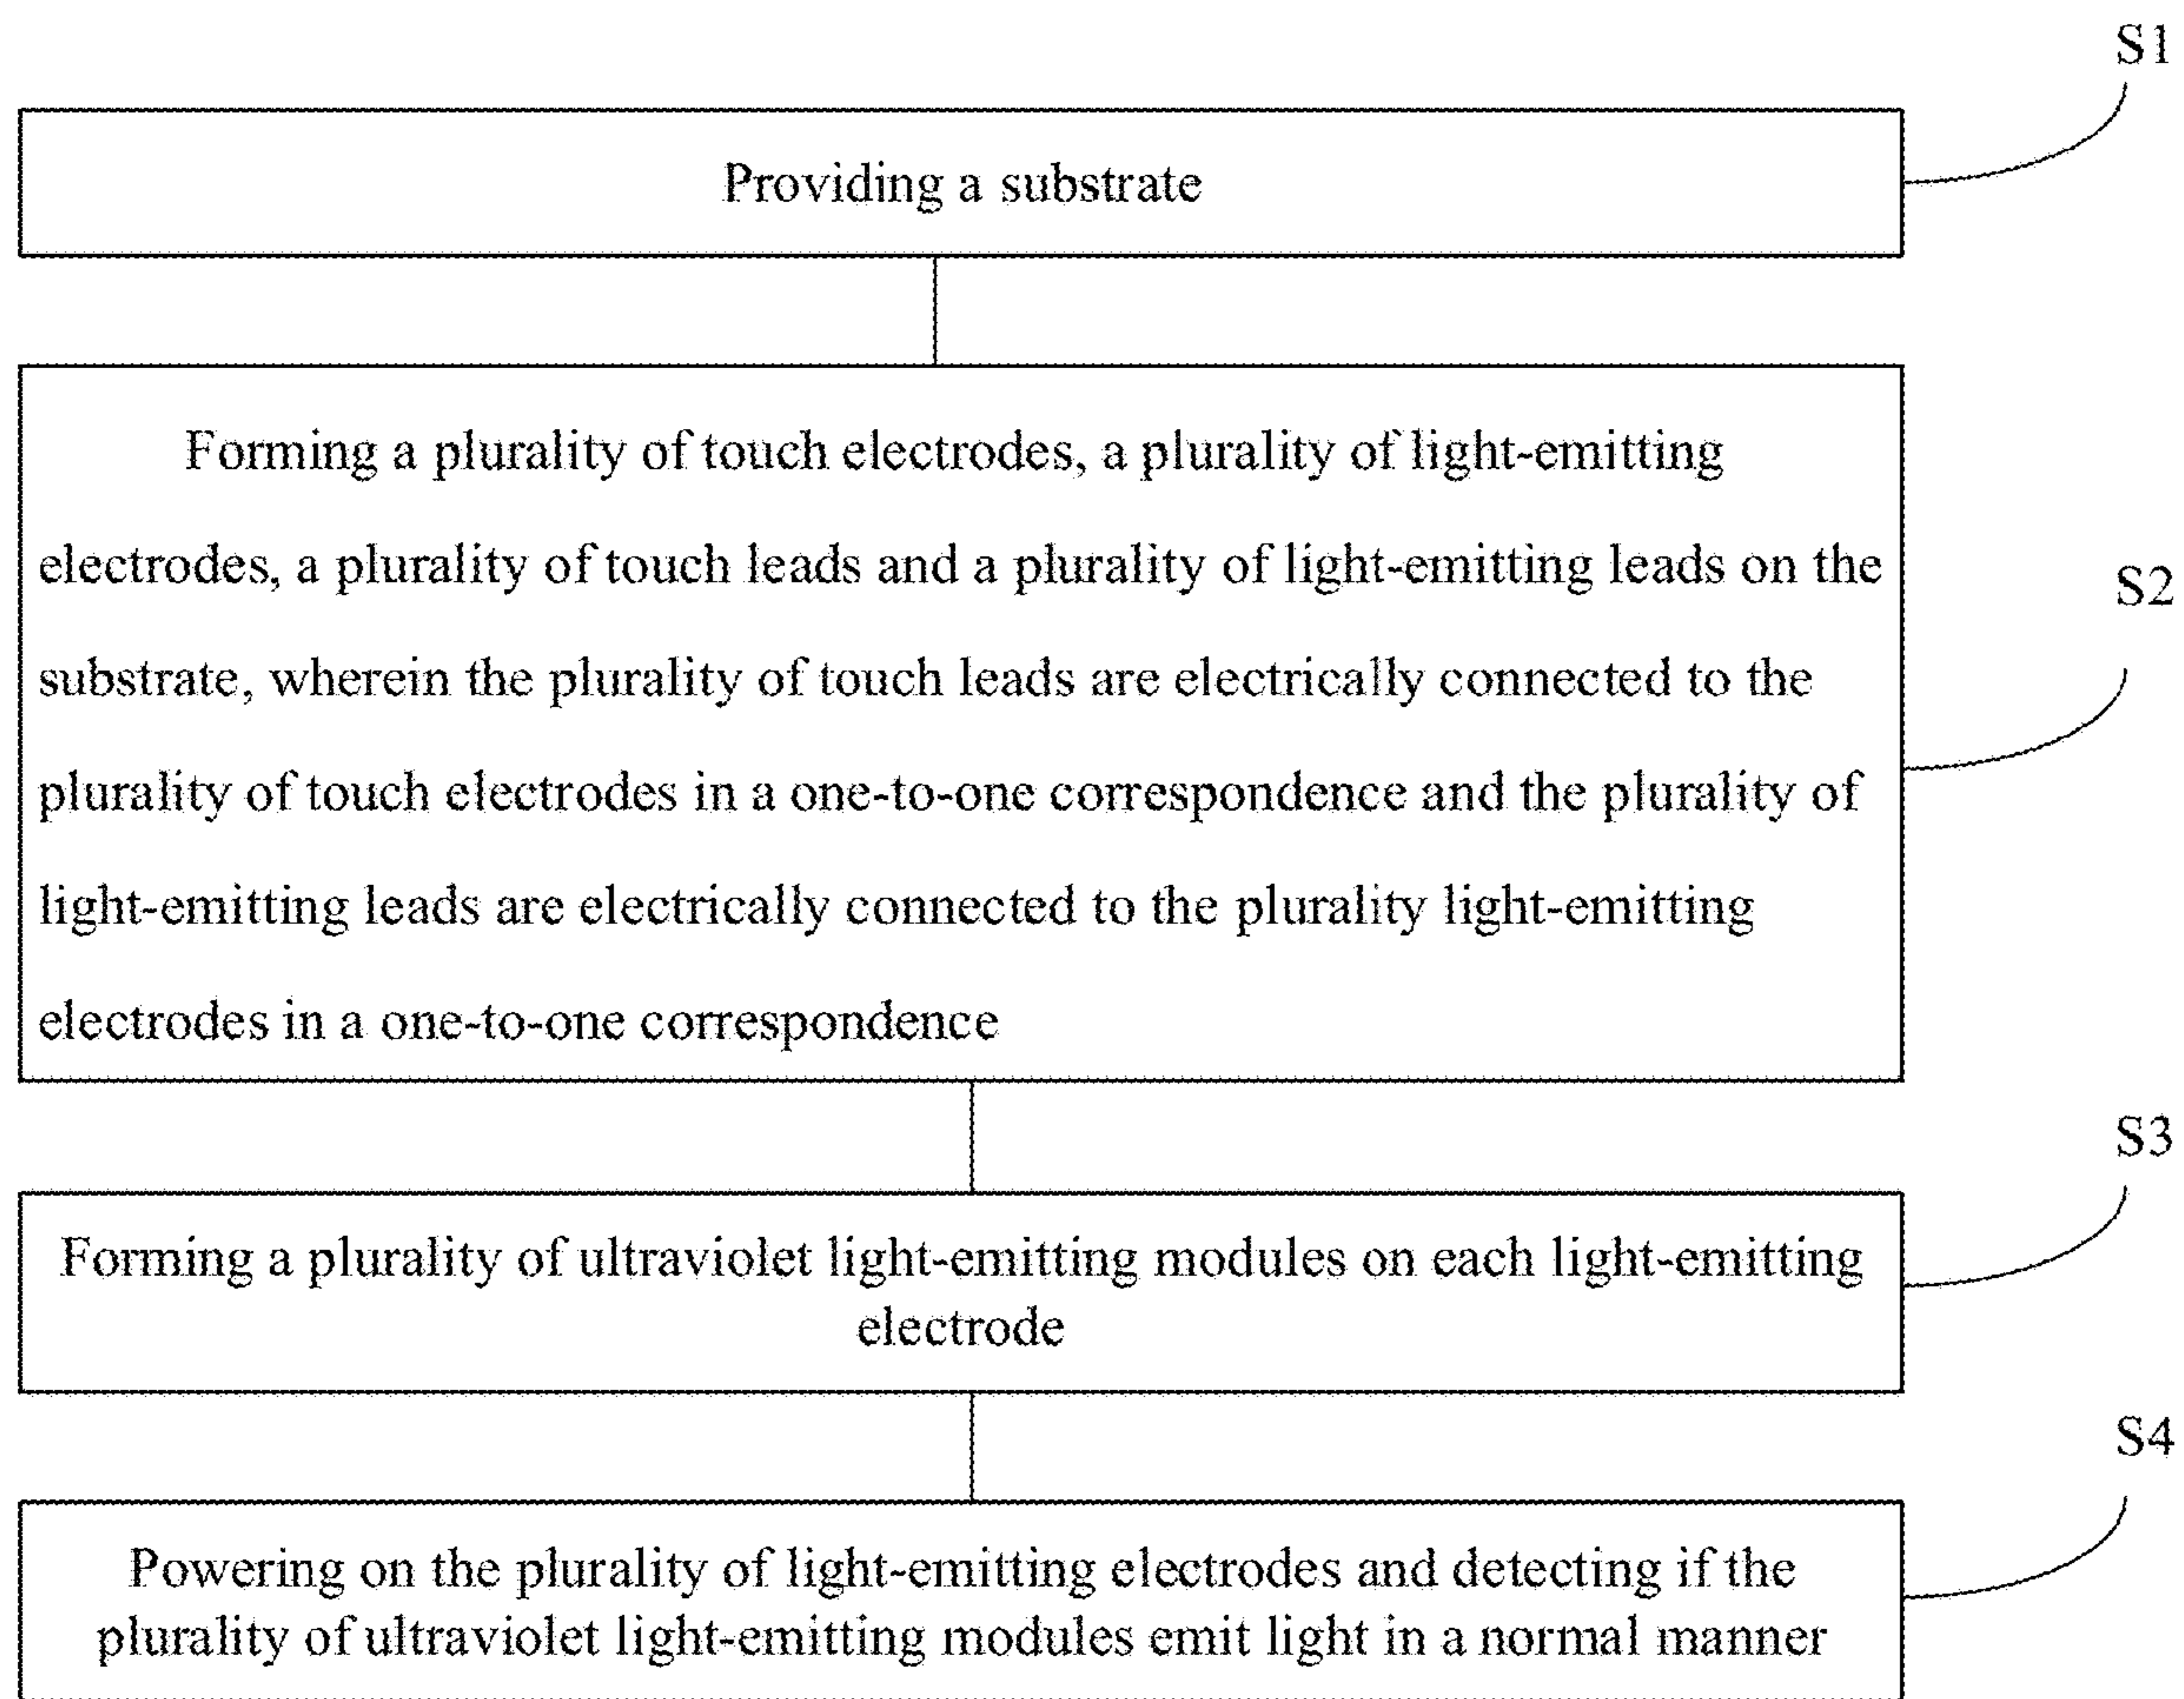 S1
Providing a substrate
Forming a plurality of touch electrodes, a plurality of light-emitting
electrodes, a plurality of touch leads and a plurality of light-emitting leads on the
substrate, wherein the plurality of touch leads are electrically connected to the
plurality of touch electrodes in a one-to-one correspondence and the plurality of
light-emitting leads are electrically connected to the plurality light-emitting
electrodes in a one-to-one correspondence
S2
S3
Forming a plurality of ultraviolet light-emitting modules on each light-emitting
electrode
S4
Powering on the plurality of light-emitting electrodes and detecting if the
plurality of ultraviolet light-emitting modules emit light in a normal manner